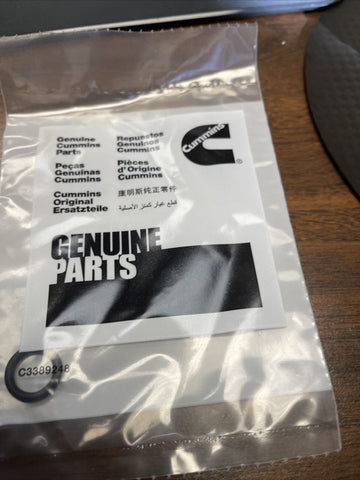 Genuine
Cummins
Parts
Repuestos
Genuinos
Cummins
Cummins
®
Peças
Genuinas
Cummins
Pièces
d'Origine
Cummins
Cummins
Original
Ersatzteile
康明斯纯正零件
قطع غيار كمنز الأصلية
GENUINE
PARTS
C3389248